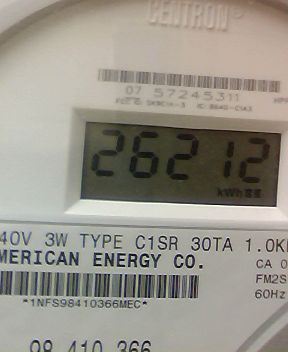 CENTRON®
07 57245311
26212
kWh
40V 3W TYPE C1SR 30TA 1.0K
MERICAN ENERGY CO.
CA 0
FM2S
60Hz
*1NFS98410366MEC*
98 410 366